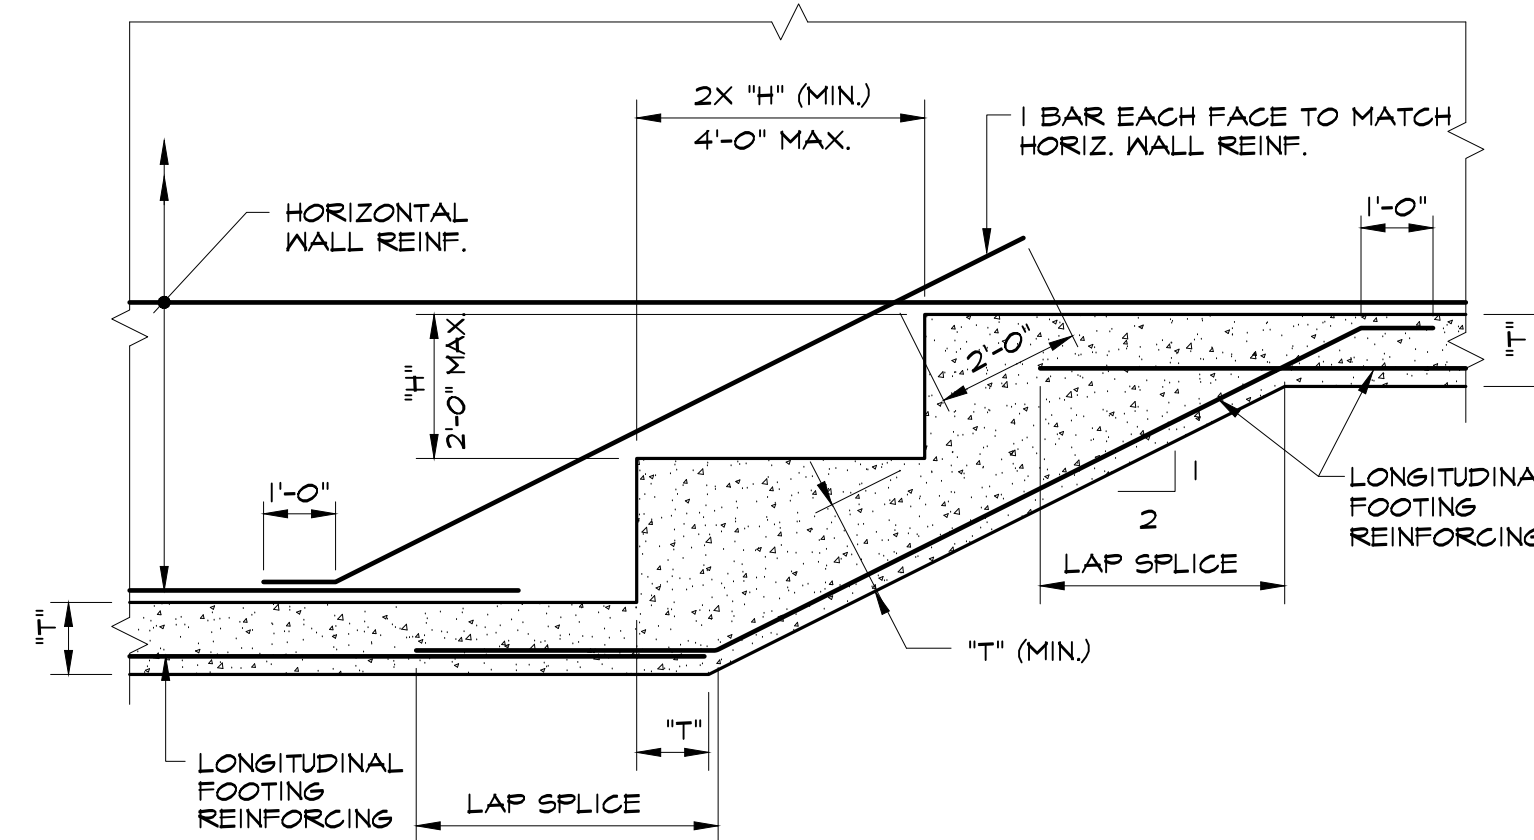 2X "H" (MIN.)
4'-0" MAX.
1 BAR EACH FACE TO MATCH
HORIZ. WALL REINF.
HORIZONTAL
WALL REINF.
1'-0"
"H"
2'-0" MAX.
2'-0"
"T"
1'-0"
1
2
LONGITUDINA
FOOTING
REINFORCING
LAP SPLICE
"T"
"T" (MIN.)
"T"
LONGITUDINAL
FOOTING
REINFORCING
LAP SPLICE